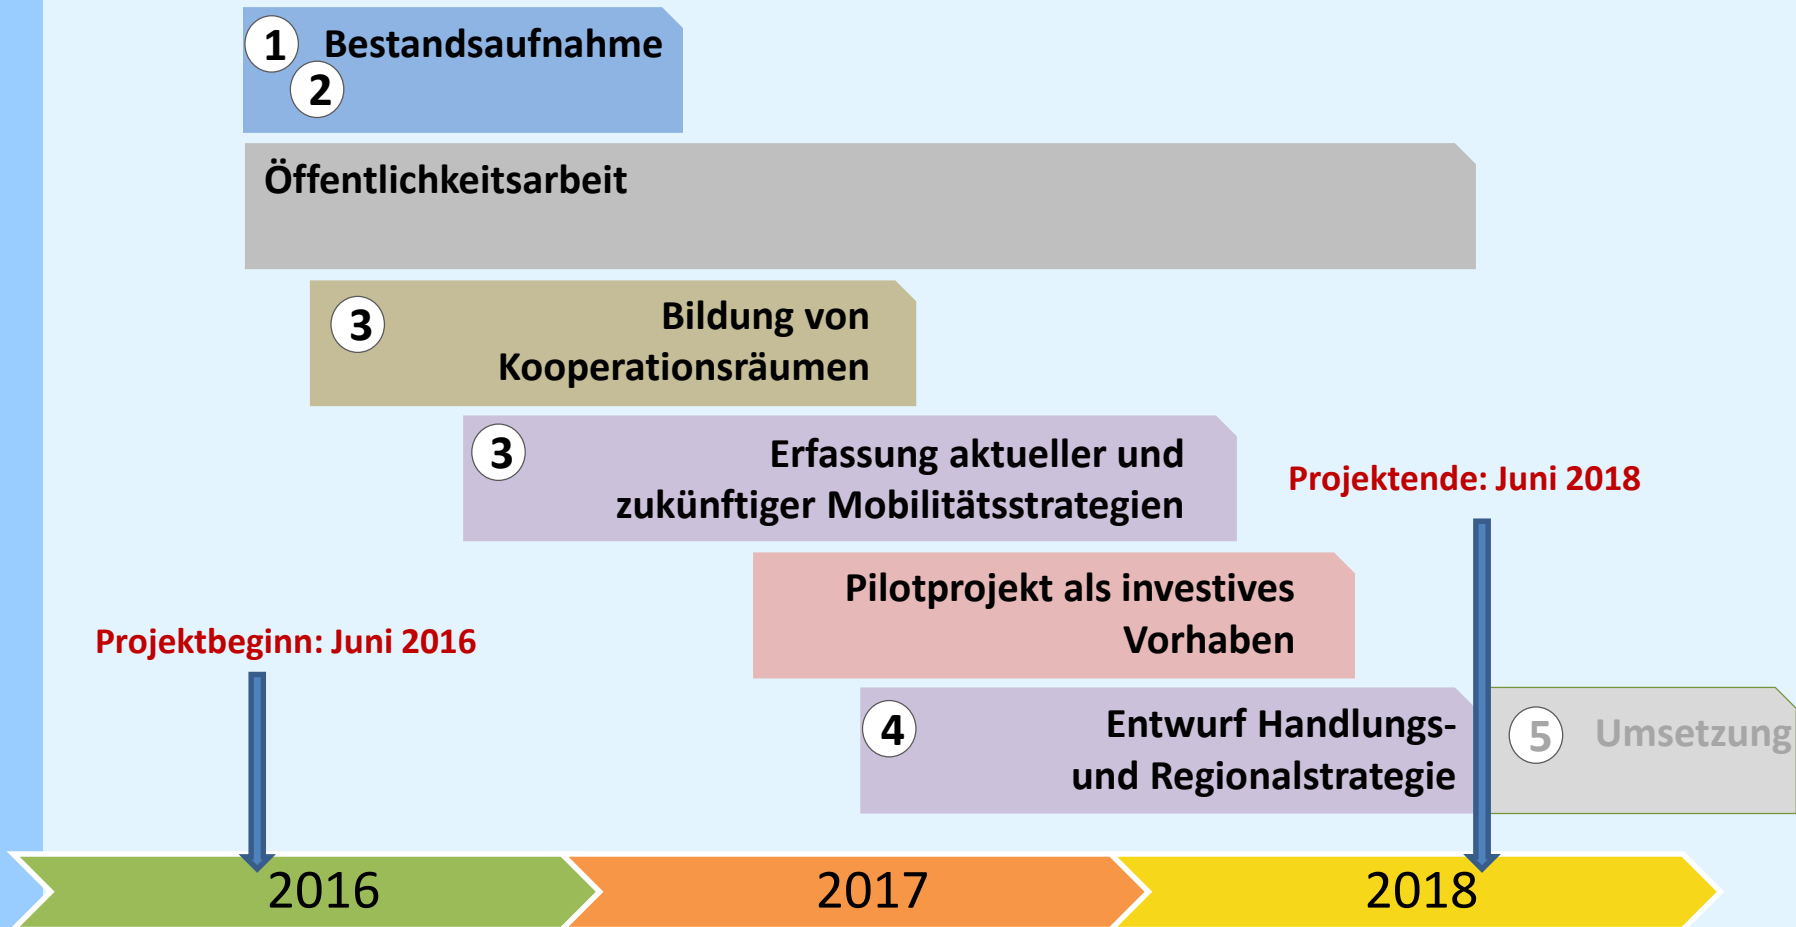 1 Bestandsaufnahme
2
Öffentlichkeitsarbeit
3 Bildung von
Kooperationsräumen
3 Erfassung aktueller und
zukünftiger Mobilitätsstrategien
Projektende: Juni 2018
Pilotprojekt als investives
Vorhaben
Projektbeginn: Juni 2016
4 Entwurf Handlungs-
und Regionalstrategie
5 Umsetzung
2016 2017 2018